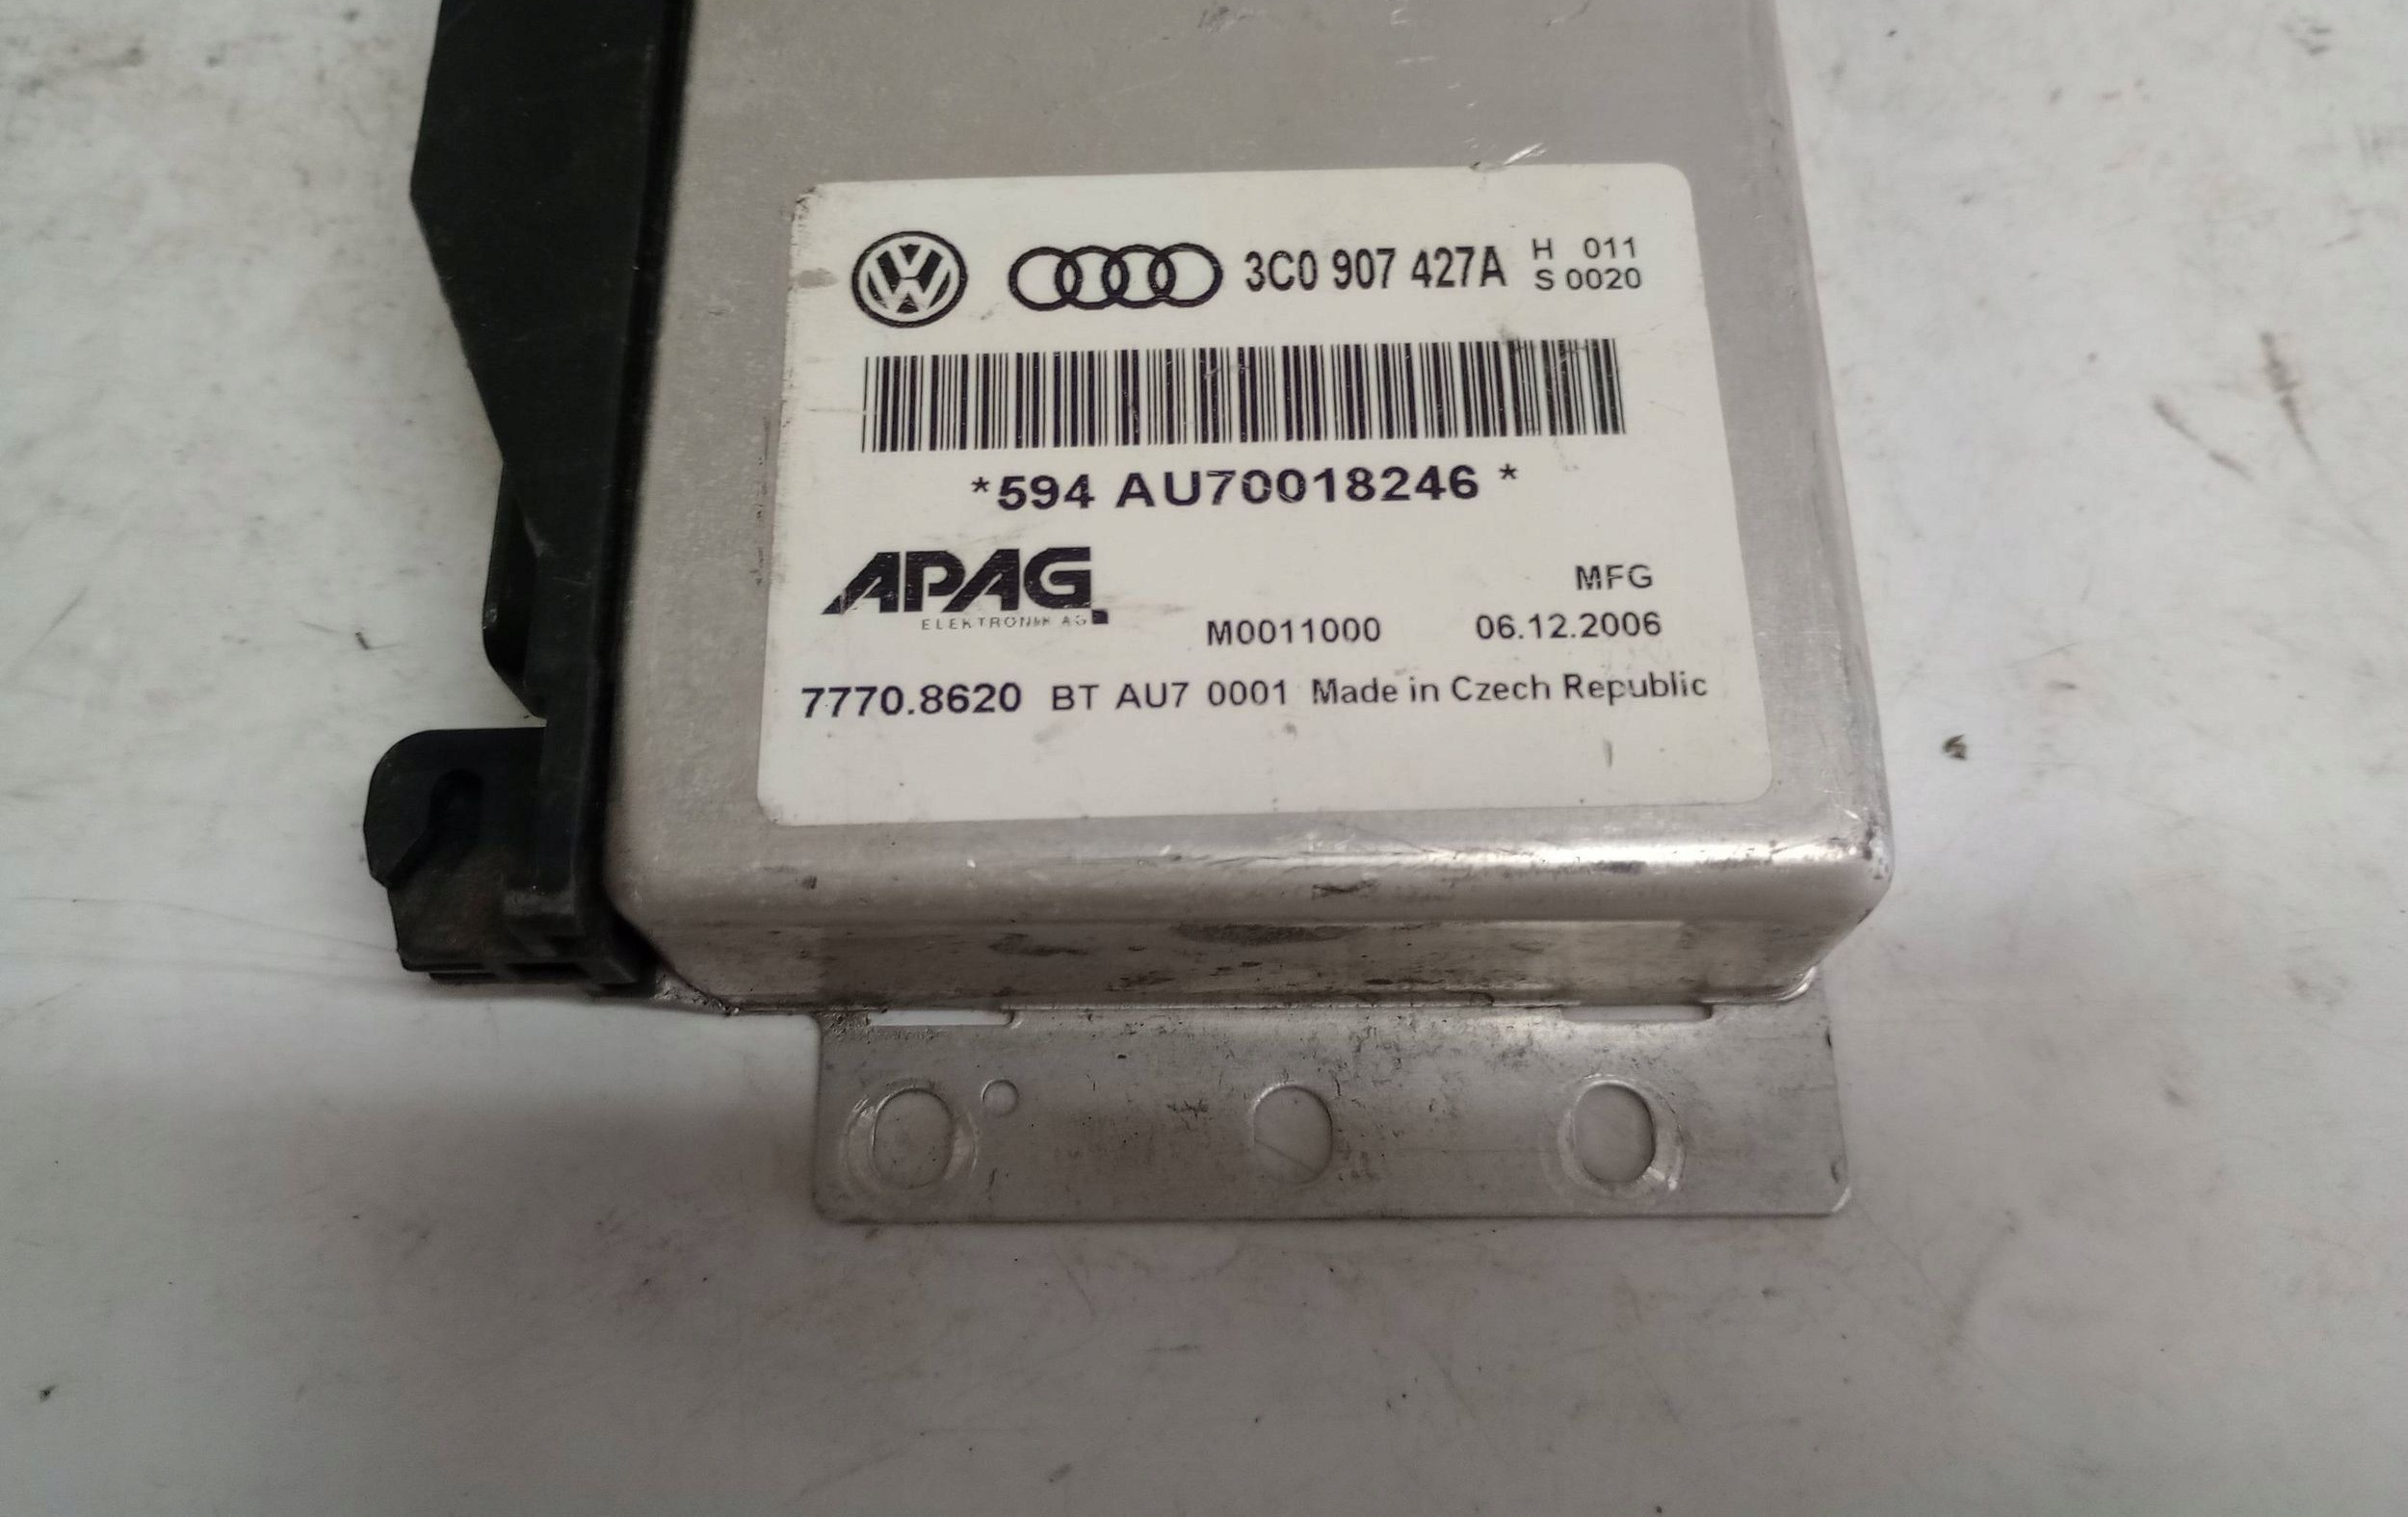 3C0 907 427A H 011
S 0020
*594 AU70018246 *
APAG
ELEKTRONIK AG
MFG
M0011000 06.12.2006
7770.8620 BT AU7 0001 Made in Czech Republic